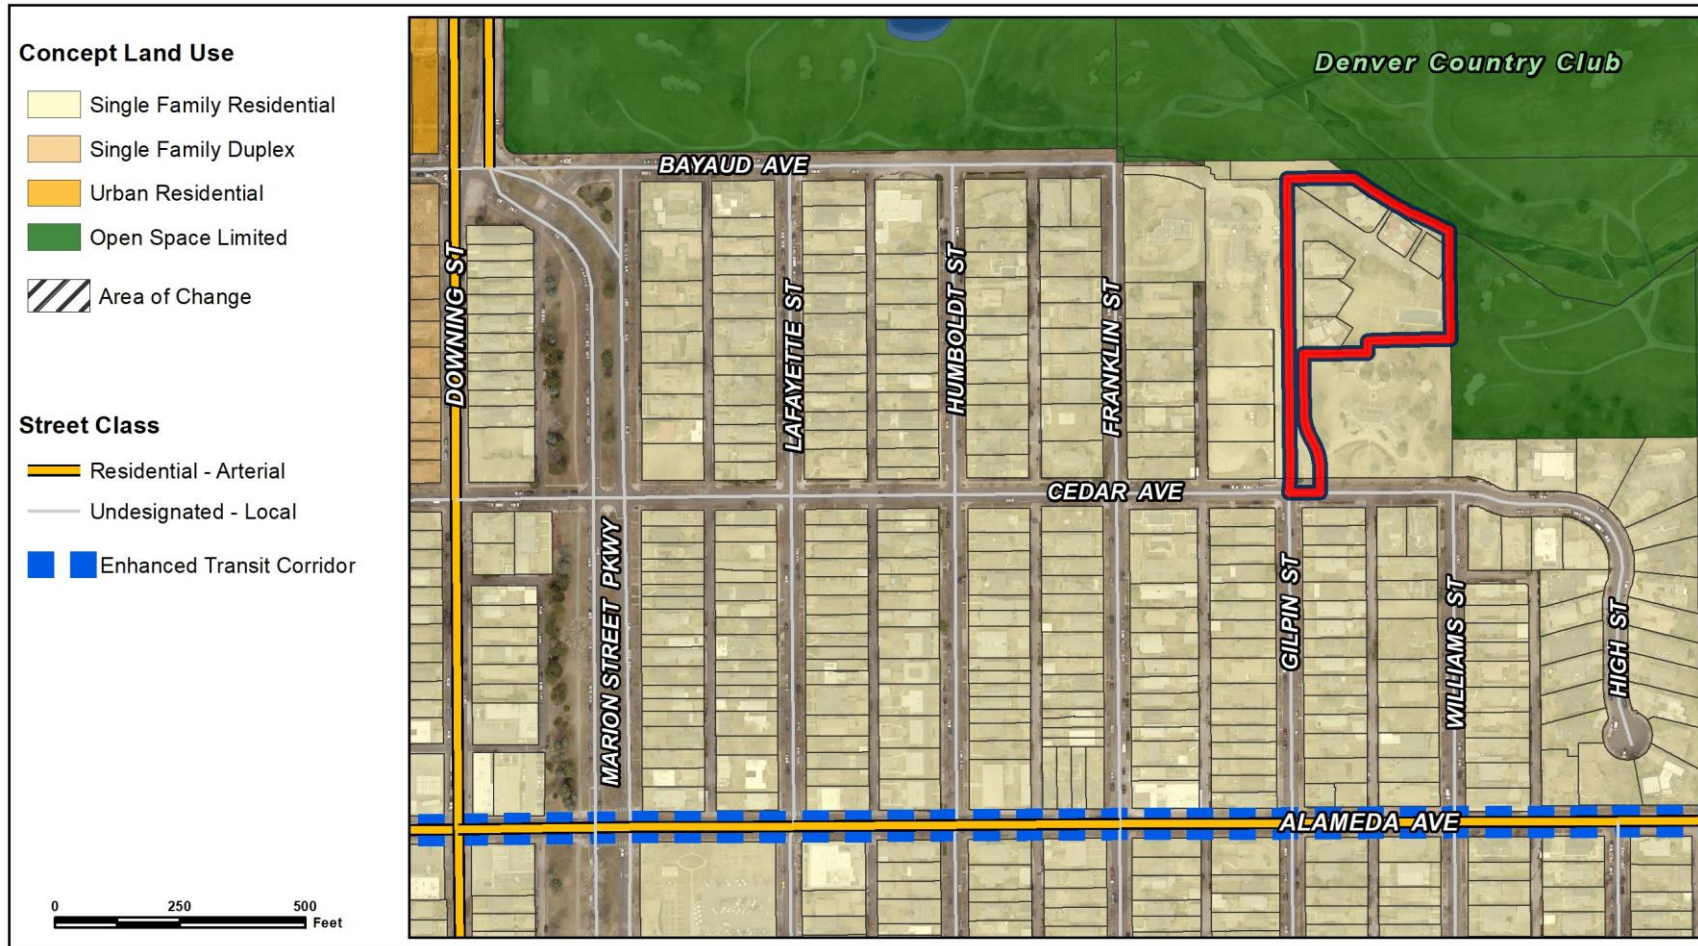 Concept Land Use
Single Family Residential
Single Family Duplex
Urban Residential
Open Space Limited
Area of Change
Street Class
Residential - Arterial
Undesignated - Local
Enhanced Transit Corridor
0 250 500
Feet
Denver Country Club
BAYAUD AVE
DOWNING ST
LAFAYETTE ST
HUMBOLDT ST
FRANKLIN ST
CEDAR AVE
MARION STREET PKWY
GILPIN ST
WILLIAMS ST
HIGH ST
ALAMEDA AVE